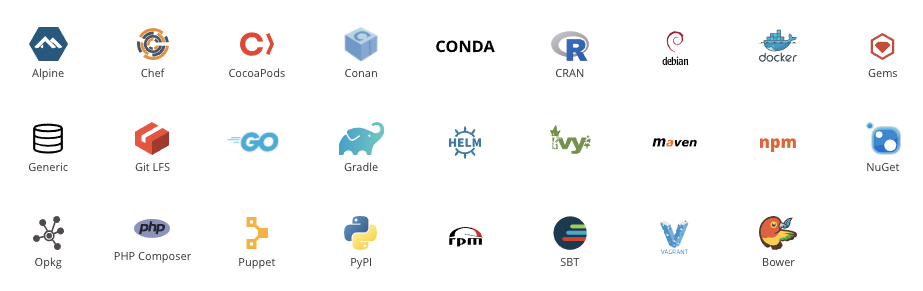 CONDA
debian
docker
Alpine
Chef
CocoaPods
Conan
CRAN
Gems
GO
HELM
ivy
maven
npm
Generic
Git LFS
Gradle
NuGet
php
rpm
VAGRANT
Opkg
PHP Composer
Puppet
PyPI
SBT
Bower